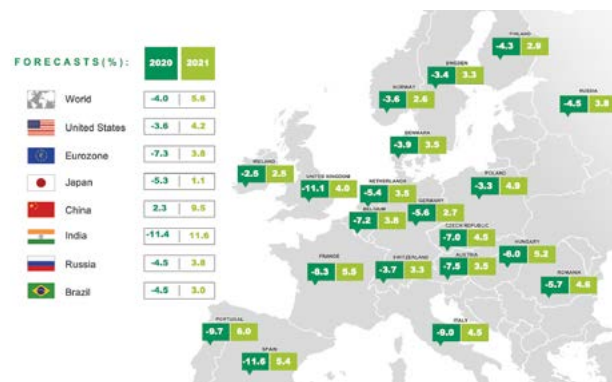 FORECASTS(%): 2020 2021
World -4.0 5.6
United States -3.6 4.2
Eurozone -7.3 3.8
Japan -5.3 1.1
China 2.3 9.5
India -11.4 11.6
Russia -4.5 3.8
Brazil -4.5 3.0
FINLAND
-4.3 2.9
SWEDEN
-3.4 3.3
NORWAY
-3.6 2.6
RUSSIA
-4.5 3.8
DENMARK
-3.9 3.5
IRELAND
-2.5 2.5
UNITED KINGDOM
-11.1 4.0
NETHERLANDS
-5.4 3.5
POLAND
-3.3 4.9
BELGIUM
-7.2 3.8
GERMANY
-5.6 2.7
CZECH REPUBLIC
-7.0 4.5
HUNGARY
-6.0 5.2
FRANCE
5.5
SWITZERLAND
-3.7 3.3
AUSTRIA
-7.5 3.5
ROMANIA
-5.7 4.6
PORTUGAL
-9.7 6.0
SPAIN
-11.6 5.4
ITALY
-9.0 4.5